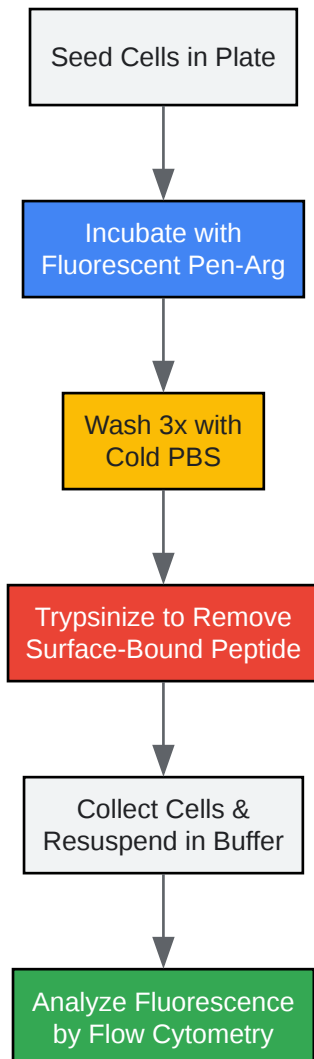 Seed Cells in Plate
Incubate with
Fluorescent Pen-Arg
Wash 3x with
Cold PBS
Trypsinize to Remove
Surface-Bound Peptide
Collect Cells &
Resuspend in Buffer
Analyze Fluorescence
by Flow Cytometry